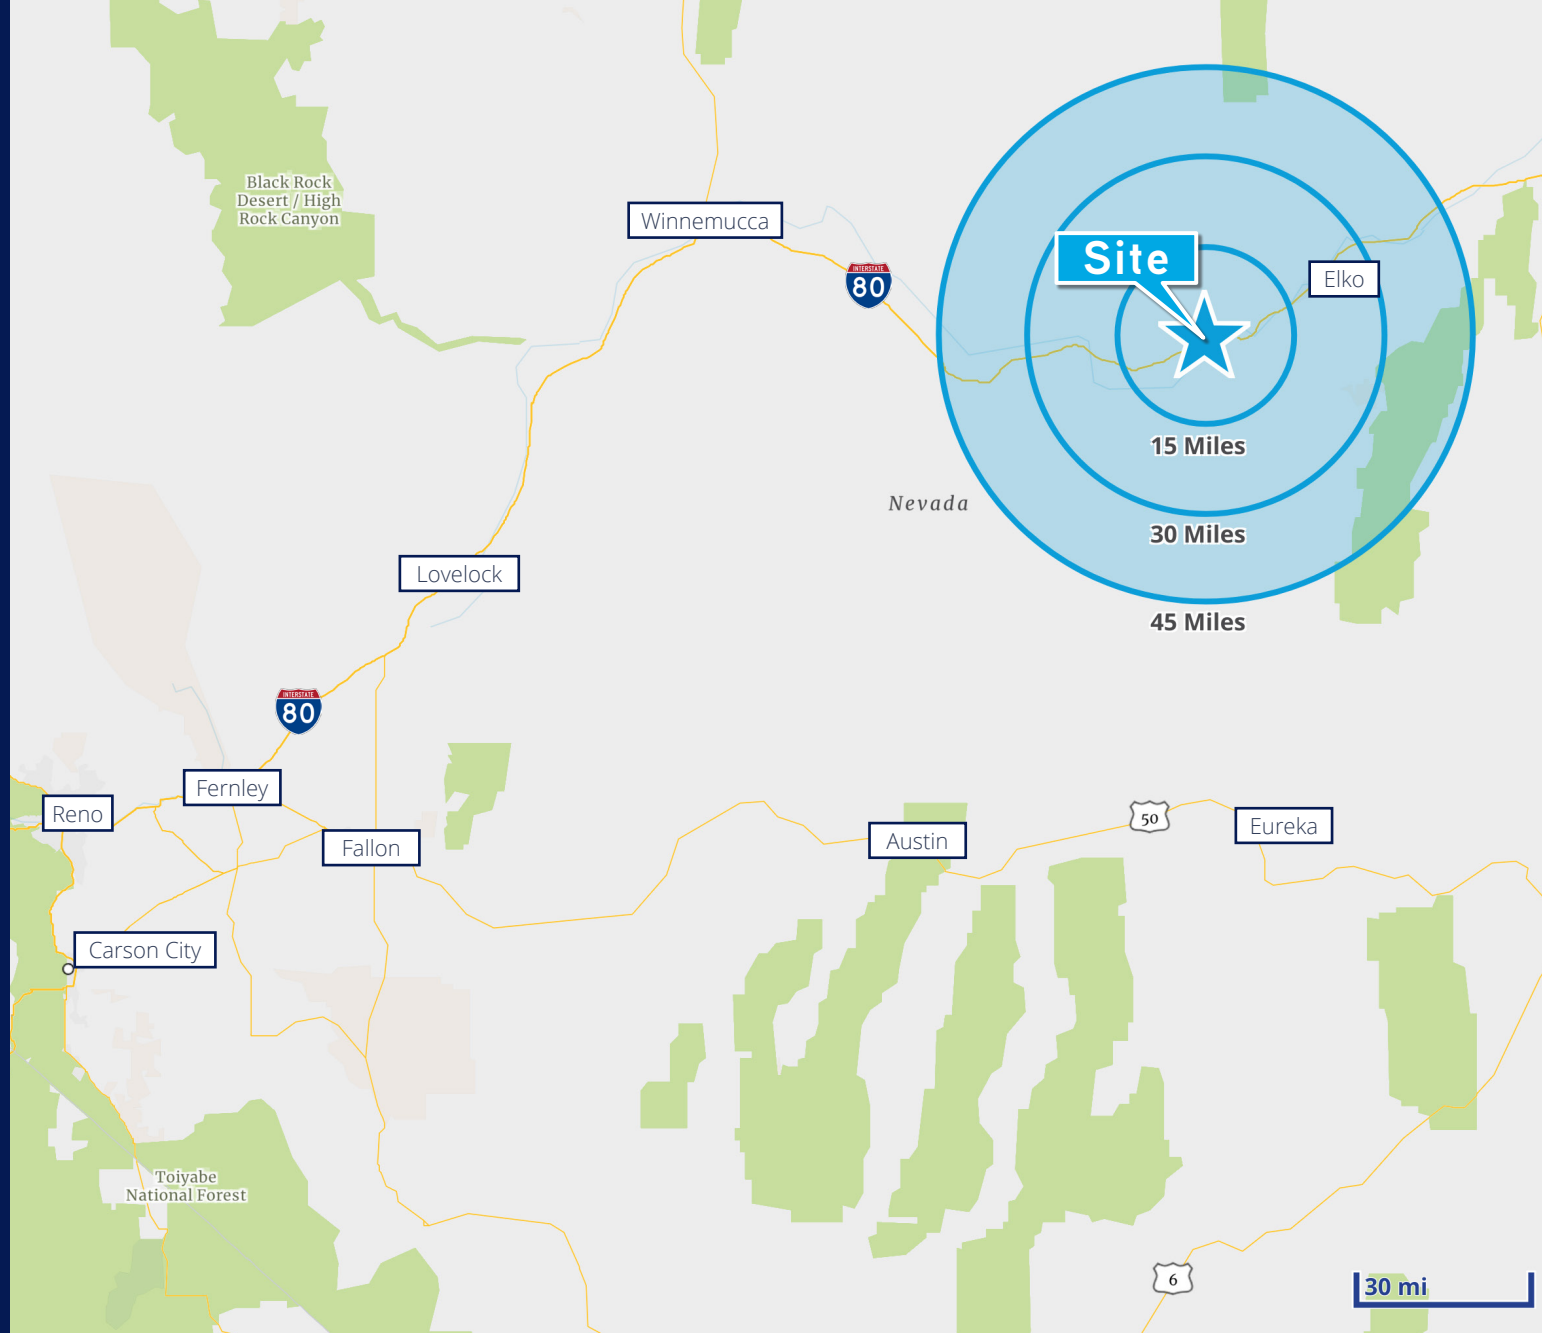 Black Rock
Desert / High
Rock Canyon
Winnemucca
INTERSTATE
80
Site
Elko
15 Miles
Nevada
30 Miles
Lovelock
45 Miles
INTERSTATE
80
Fernley
Reno
Fallon
Austin
50
Eureka
Carson City
Toiyabe
National Forest
6
30 mi